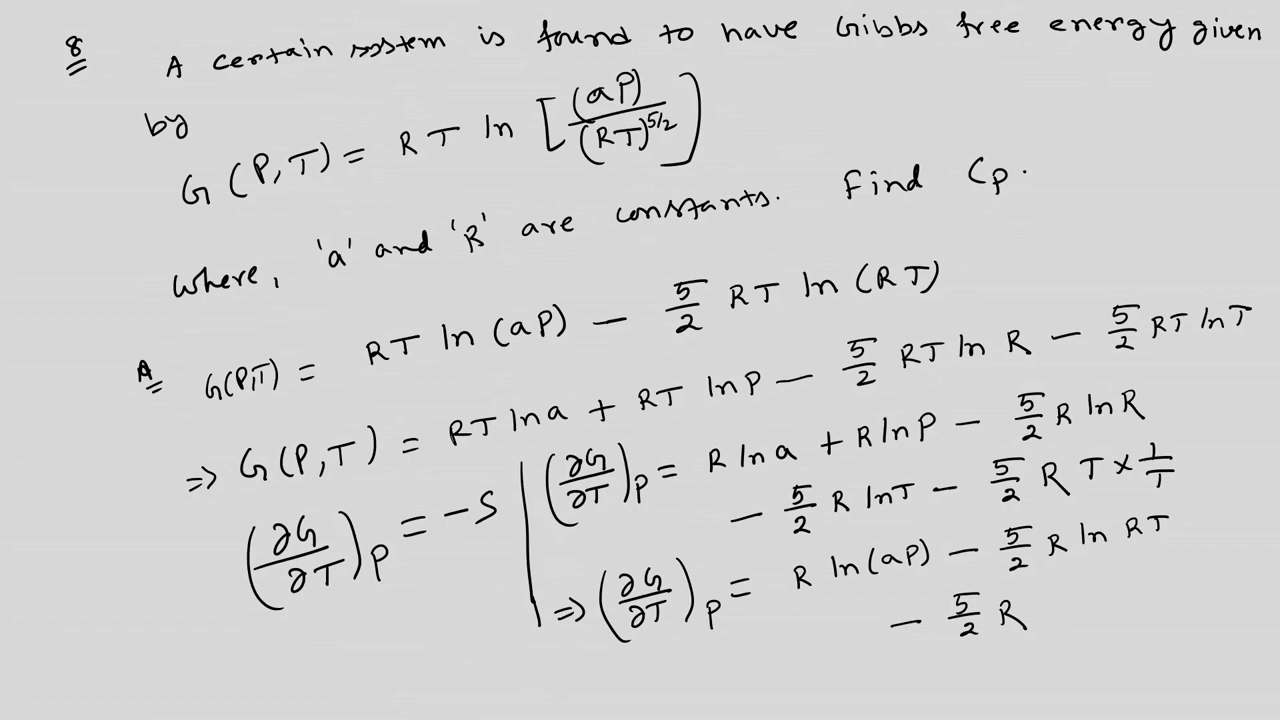 8 A certain system is found to have Gibbs free energy given
by
G(P,T) = RT ln [(aP)/(RT)^5/2]
where, 'a' and 'R' are constants. Find Cp.
A G(P,T) = RT ln(aP) − 5/2 RT ln(RT)
=> G(P,T) = RT ln a + RT ln P − 5/2 RT ln R − 5/2 RT ln T
(∂G/∂T)P = −S
(∂G/∂T)P = R ln a + R ln P − 5/2 R ln R
− 5/2 R ln T − 5/2 R T × 1/T
=> (∂G/∂T)P = R ln(aP) − 5/2 R ln RT
− 5/2 R